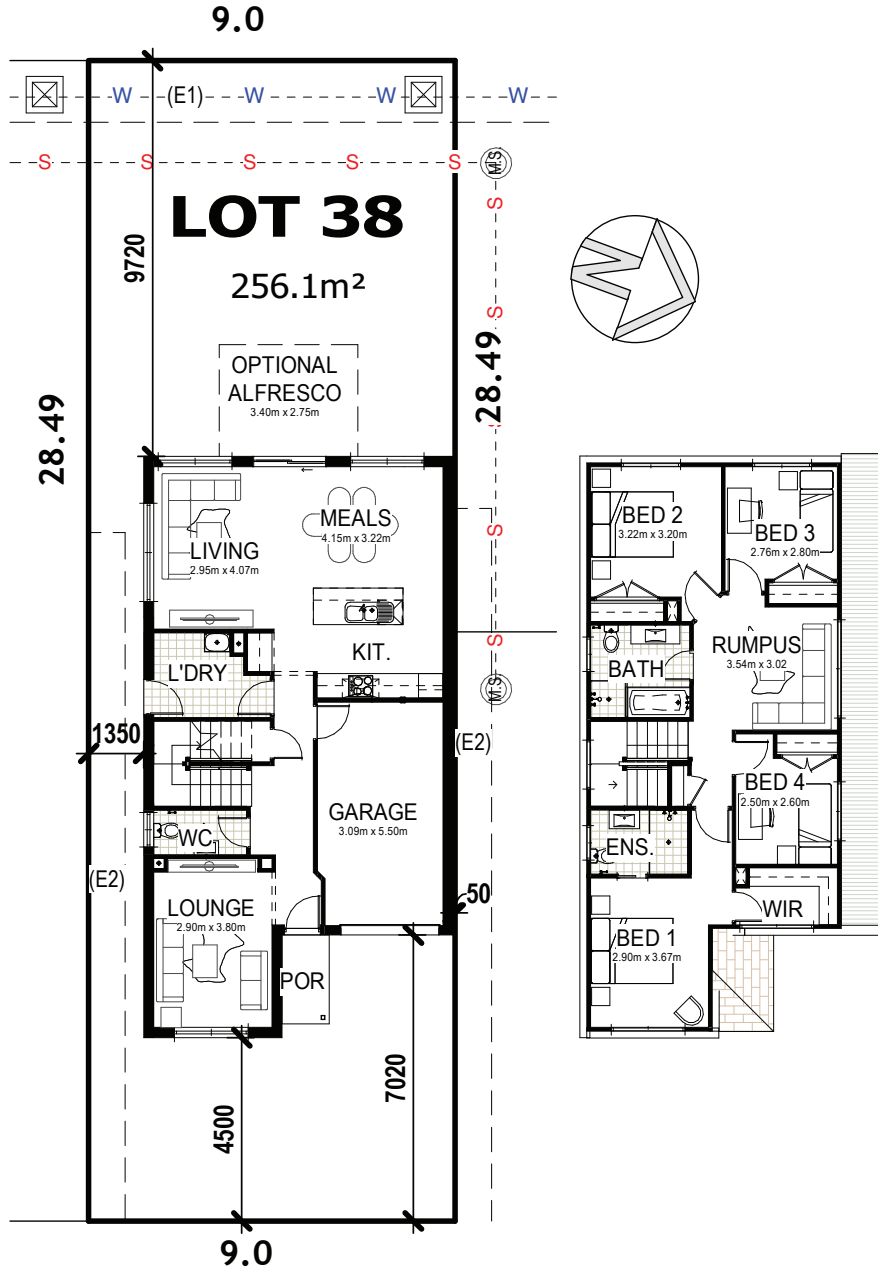 9.0
W (E1) W W W
S S S S S M.S
LOT 38
256.1m²
9720
S
S
28.49
28.49
OPTIONAL
ALFRESCO
3.40m x 2.75m
S
S
MEALS
4.15m x 3.22m
LIVING
2.95m x 4.07m
KIT.
L'DRY
M.S
1350
(E2)
GARAGE
3.09m x 5.50m
WC
(E2)
50
LOUNGE
2.90m x 3.80m
POR
4500
7020
9.0
N
BED 2
3.22m x 3.20m
BED 3
2.76m x 2.80m
BATH
RUMPUS
3.54m x 3.02
BED 4
2.50m x 2.60m
ENS.
WIR
BED 1
2.90m x 3.67m